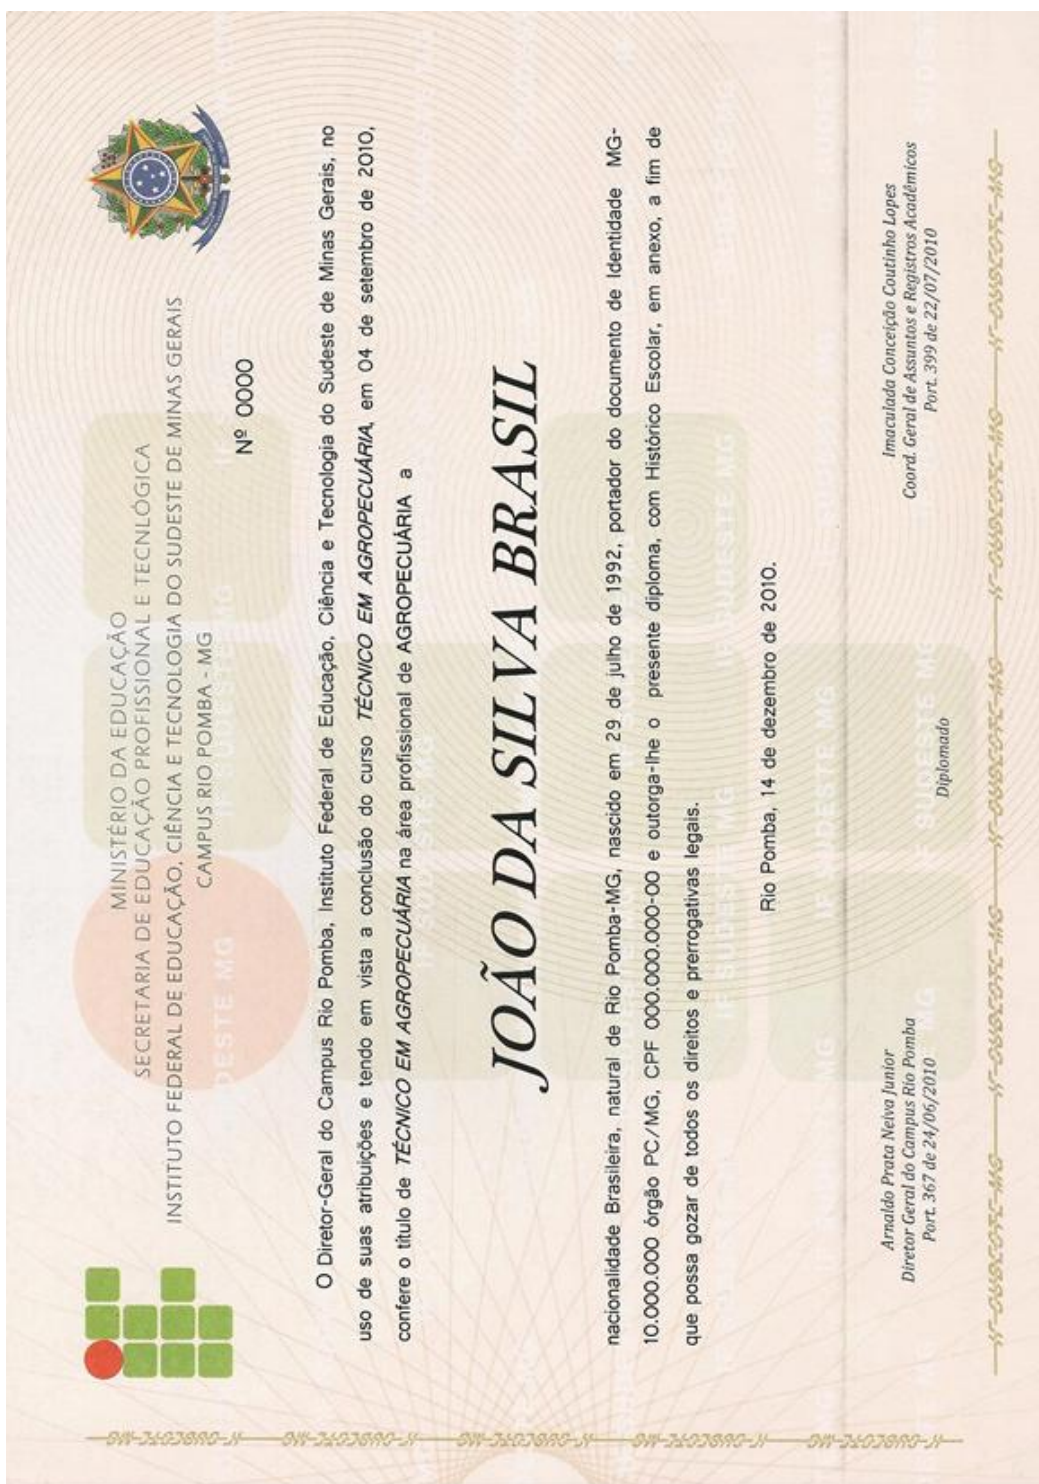 MINISTÉRIO DA EDUCAÇÃO
SECRETARIA DE EDUCAÇÃO PROFISSIONAL E TECNLÓGICA
INSTITUTO FEDERAL DE EDUCAÇÃO, CIÊNCIA E TECNOLOGIA DO SUDESTE DE MINAS GERAIS
CAMPUS RIO POMBA - MG
Nº 0000
O Diretor-Geral do Campus Rio Pomba, Instituto Federal de Educação, Ciência e Tecnologia do Sudeste de Minas Gerais, no
uso de suas atribuições e tendo em vista a conclusão do curso TÉCNICO EM AGROPECUÁRIA, em 04 de setembro de 2010,
confere o título de TÉCNICO EM AGROPECUÁRIA na área profissional de AGROPECUÁRIA a
JOÃO DA SILVA BRASIL
nacionalidade Brasileira, natural de Rio Pomba-MG, nascido em 29 de julho de 1992, portador do documento de Identidade MG-
10.000.000 órgão PC/MG, CPF 000.000.000-00 e outorga-lhe o presente diploma, com Histórico Escolar, em anexo, a fim de
que possa gozar de todos os direitos e prerrogativas legais.
Rio Pomba, 14 de dezembro de 2010.
Arnaldo Prata Neiva Junior
Diretor Geral do Campus Rio Pomba
Port. 367 de 24/06/2010
Diplomado
Imaculada Conceição Coutinho Lopes
Coord. Geral de Assuntos e Registros Acadêmicos
Port. 399 de 22/07/2010